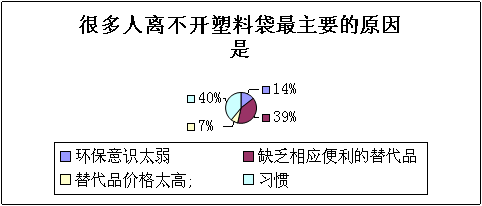 很多人离不开塑料袋最主要的原因
是
14%
40%
39%
7%
环保意识太弱 缺乏相应便利的替代品
替代品价格太高; 习惯